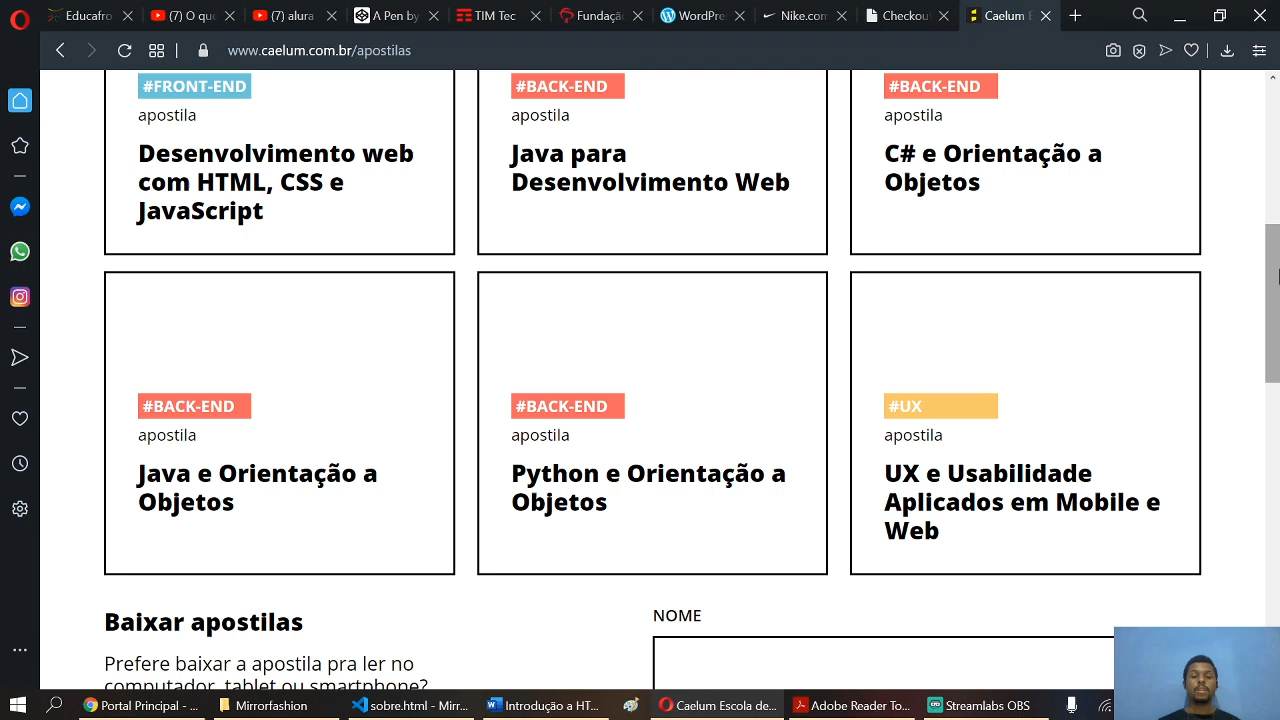 Educafro
(7) O que
(7) alura
A Pen by
TIM Tec
Fundaçã
WordPre
Nike.com
Checkou
Caelum E
www.caelum.com.br/apostilas
#FRONT-END
apostila
Desenvolvimento web
com HTML, CSS e
JavaScript
#BACK-END
apostila
Java para
Desenvolvimento Web
#BACK-END
apostila
C# e Orientação a
Objetos
#BACK-END
apostila
Java e Orientação a
Objetos
#BACK-END
apostila
Python e Orientação a
Objetos
#UX
apostila
UX e Usabilidade
Aplicados em Mobile e
Web
Baixar apostilas
Prefere baixar a apostila pra ler no
computador, tablet ou smartphone?
NOME
Portal Principal - ...
Mirrorfashion
sobre.html - Mirr...
Introdução a HT...
Caelum Escola de...
Adobe Reader To...
Streamlabs OBS